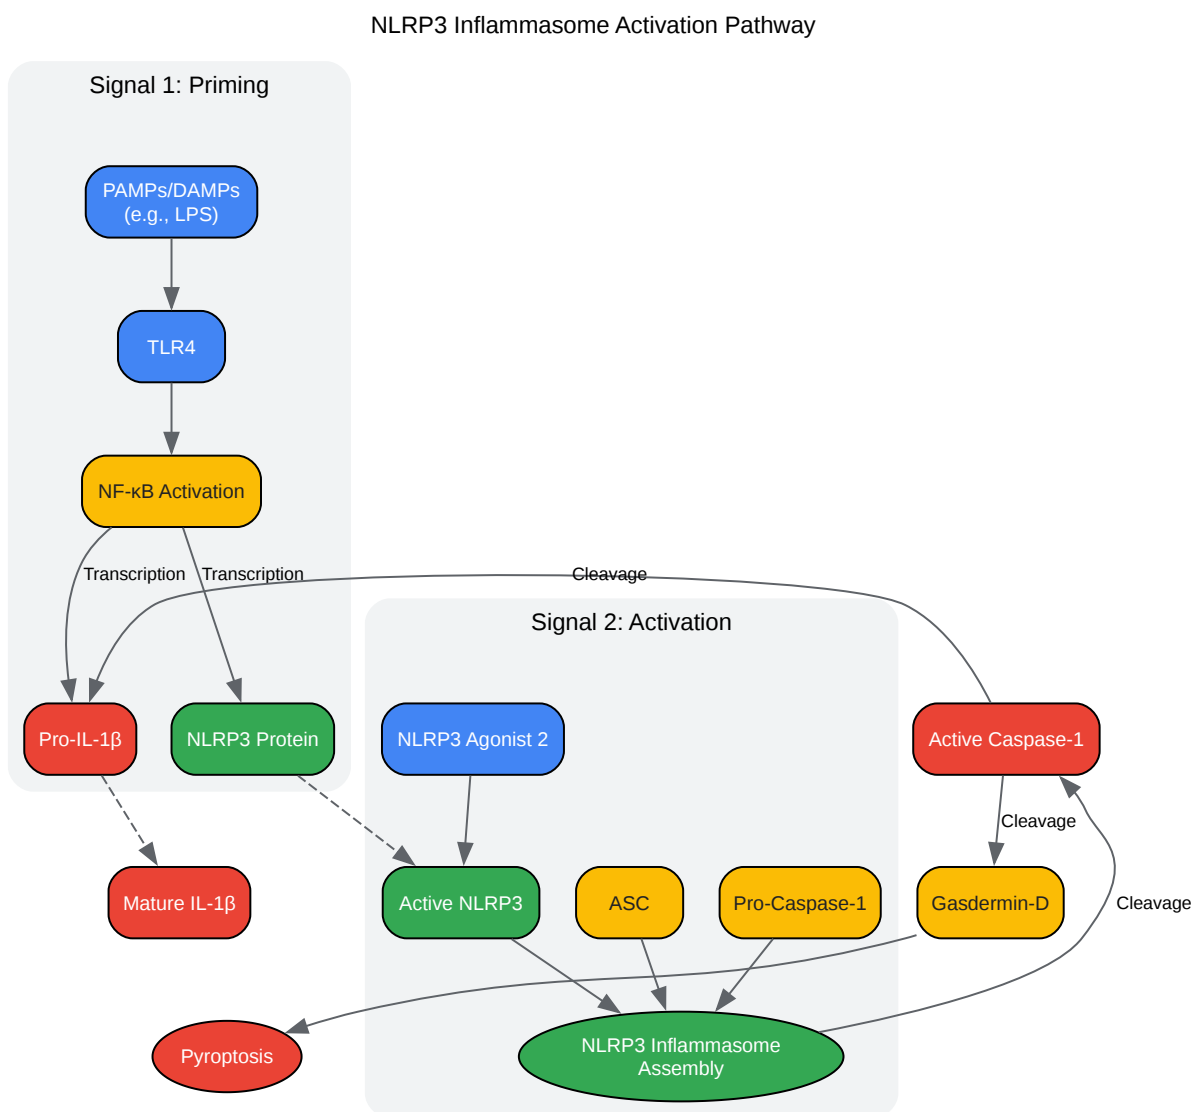 NLRP3 Inflammasome Activation Pathway
Signal 1: Priming
PAMPs/DAMPs
(e.g., LPS)
TLR4
NF-κB Activation
Transcription
Transcription
Cleavage
Signal 2: Activation
Pro-IL-1β
NLRP3 Protein
NLRP3 Agonist 2
Active Caspase-1
Cleavage
Mature IL-1β
Active NLRP3
ASC
Pro-Caspase-1
Gasdermin-D
Cleavage
Pyroptosis
NLRP3 Inflammasome
Assembly